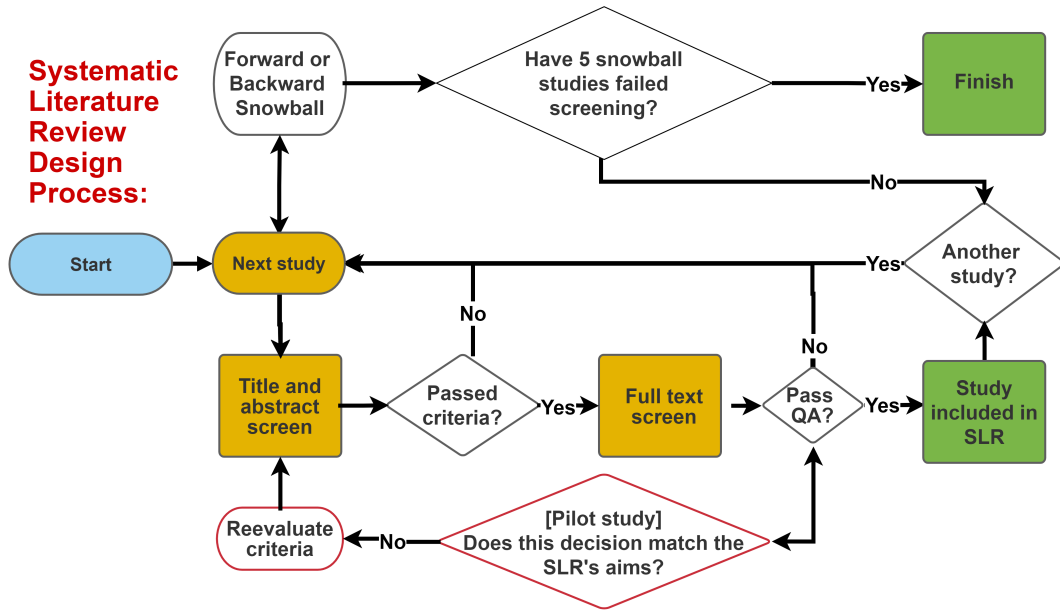 Systematic
Literature
Review
Design
Process:
Forward or
Backward
Snowball
Have 5 snowball
studies failed
screening?
Yes
Finish
No
Start
Next study
Yes
Another
study?
No
No
Title and
abstract
screen
Passed
criteria?
Yes
Full text
screen
Pass
QA?
Yes
Study
included in
SLR
Reevaluate
criteria
No
[Pilot study]
Does this decision match the
SLR's aims?